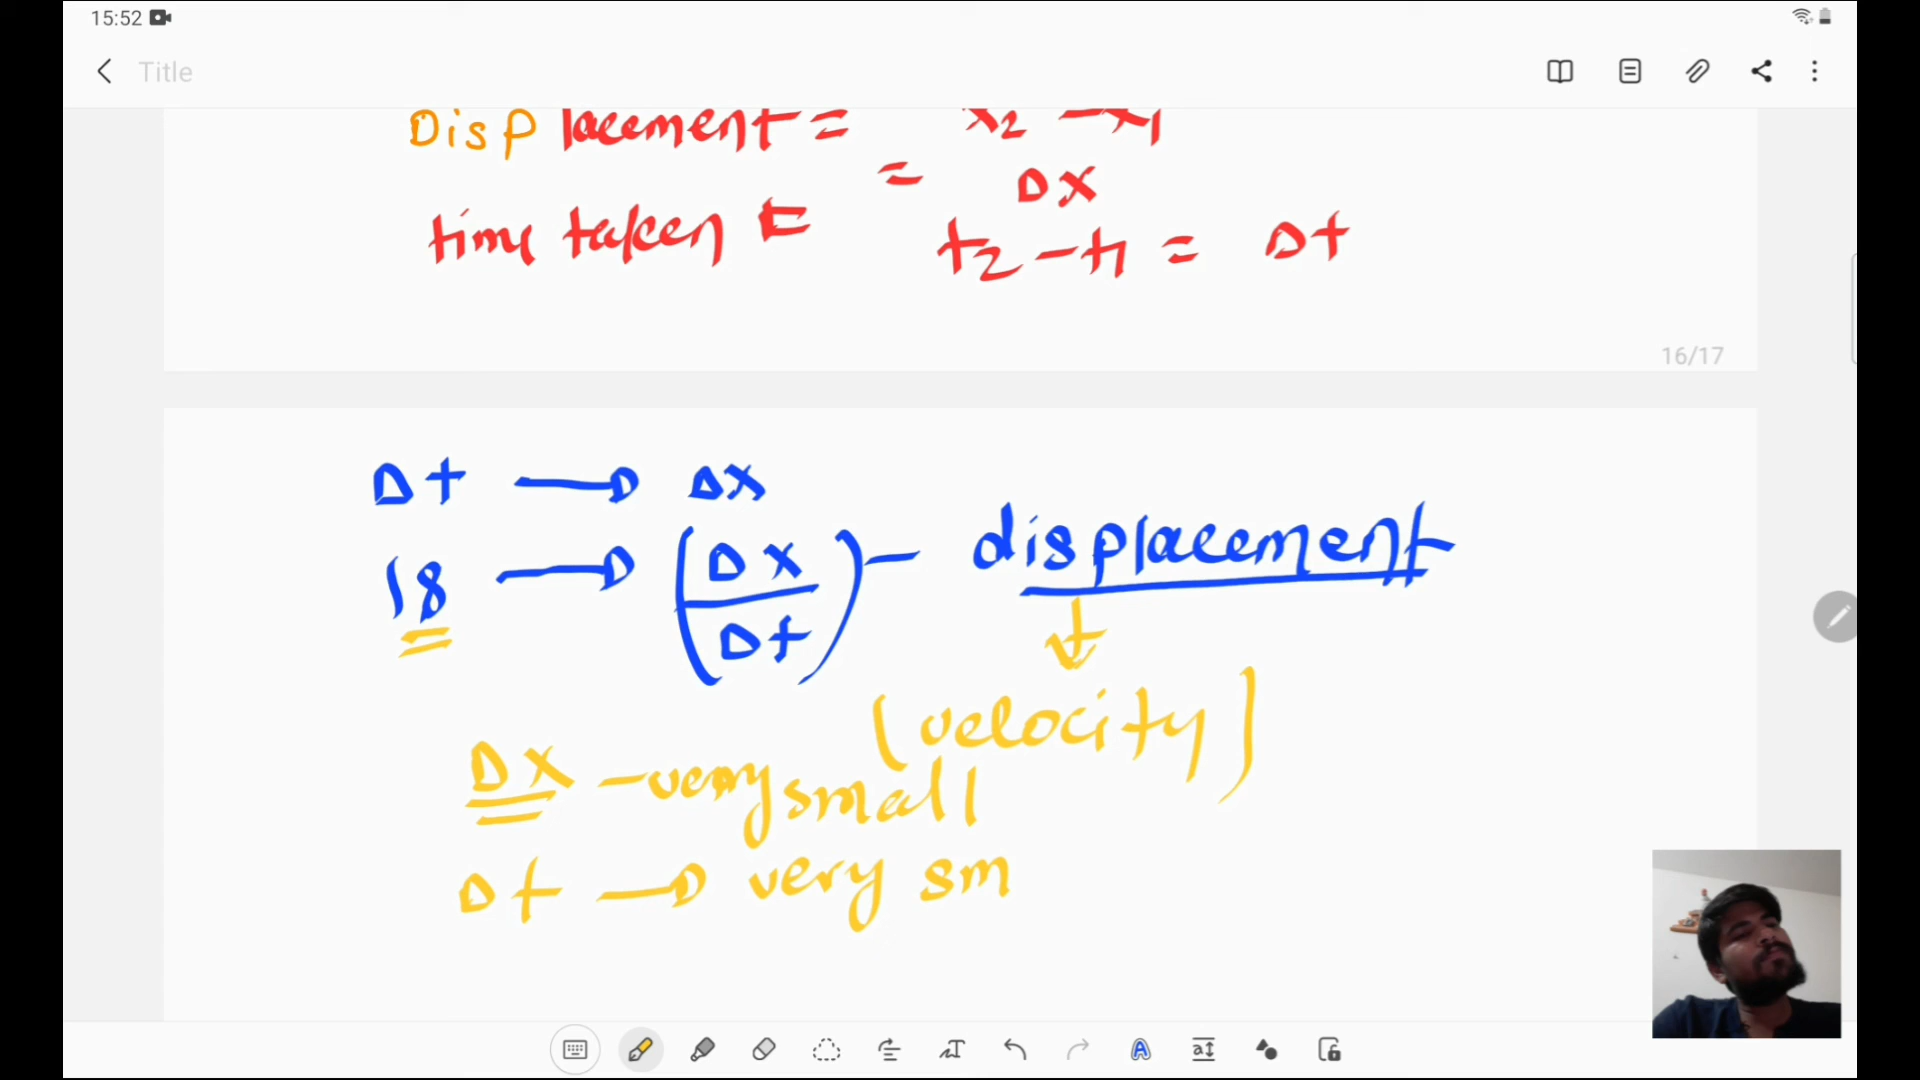 15:52
Title
Displacement = x2 - x1
= Δx
time taken = t2 - t1 = Δt
16/17
Δt → Δx
1s → (Δx/Δt) - displacement
(velocity)
Δx - very small
Δt → very sm